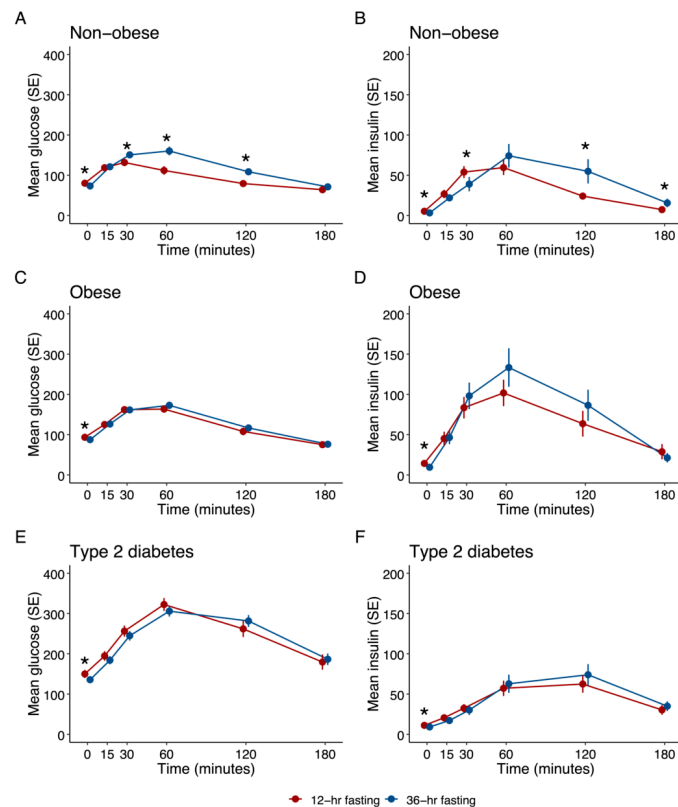 A
Non−obese
Mean glucose (SE)
400
300
200
100
0
*
*
*
*
0 15 30 60 120 180
Time (minutes)
B
Non−obese
Mean insulin (SE)
200
150
100
50
0
*
*
*
*
0 15 30 60 120 180
Time (minutes)
C
Obese
Mean glucose (SE)
400
300
200
100
0
*
0 15 30 60 120 180
Time (minutes)
D
Obese
Mean insulin (SE)
200
150
100
50
0
*
0 15 30 60 120 180
Time (minutes)
E
Type 2 diabetes
Mean glucose (SE)
400
300
200
100
0
*
0 15 30 60 120 180
Time (minutes)
F
Type 2 diabetes
Mean insulin (SE)
200
150
100
50
0
*
0 15 30 60 120 180
Time (minutes)
12−hr fasting 36−hr fasting